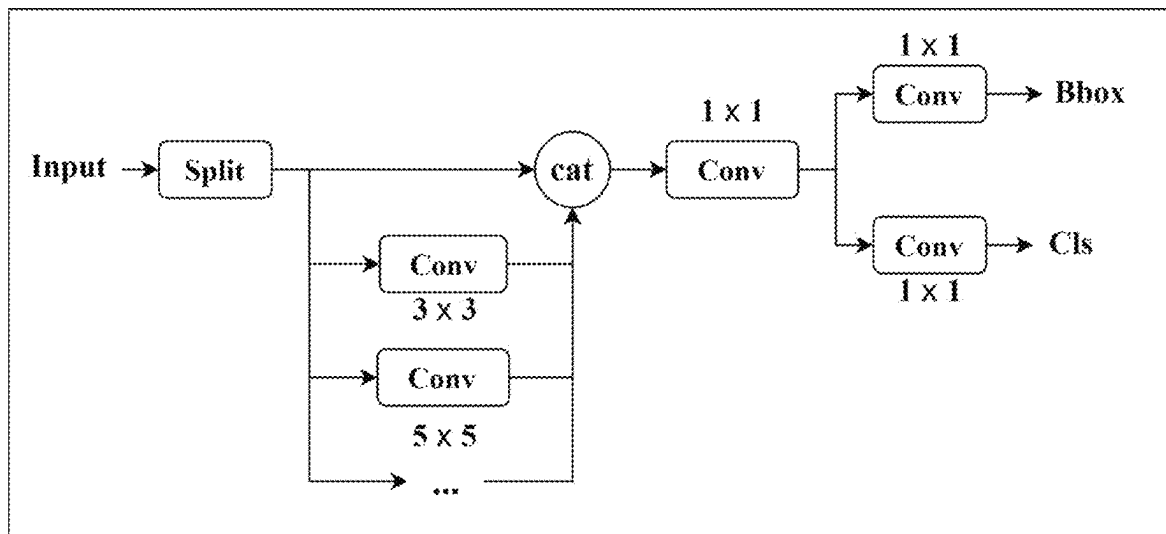 Input
Split
cat
Conv
3 × 3
Conv
5 × 5
...
1 × 1
Conv
1 × 1
Conv
Bbox
Conv
Cls
1 × 1